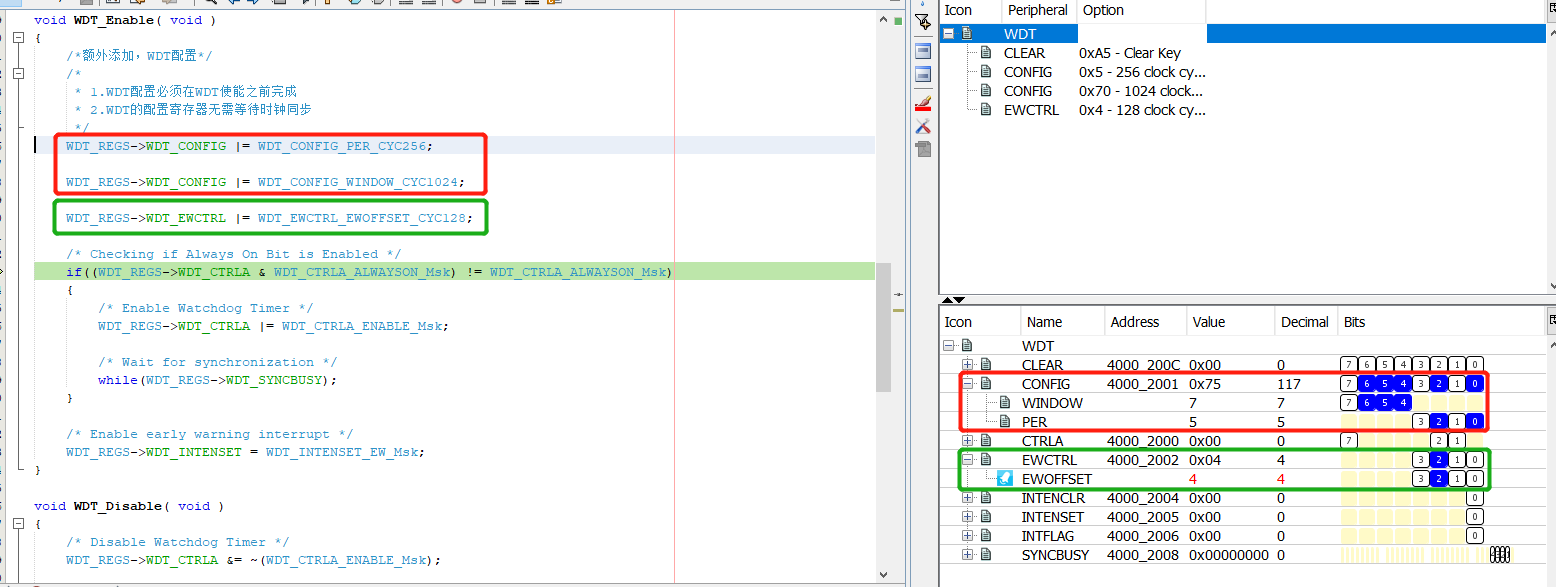 void WDT_Enable( void )
{
/*额外添加，WDT配置*/
/*
* 1.WDT配置必须在WDT使能之前完成
* 2.WDT的配置寄存器无需等待时钟同步
*/
WDT_REGS->WDT_CONFIG |= WDT_CONFIG_PER_CYC256;
WDT_REGS->WDT_CONFIG |= WDT_CONFIG_WINDOW_CYC1024;
WDT_REGS->WDT_EWCTRL |= WDT_EWCTRL_EWOFFSET_CYC128;
/* Checking if Always On Bit is Enabled */
if((WDT_REGS->WDT_CTRLA & WDT_CTRLA_ALWAYSON_Msk) != WDT_CTRLA_ALWAYSON_Msk)
{
/* Enable Watchdog Timer */
WDT_REGS->WDT_CTRLA |= WDT_CTRLA_ENABLE_Msk;
/* Wait for synchronization */
while(WDT_REGS->WDT_SYNCBUSY);
}
/* Enable early warning interrupt */
WDT_REGS->WDT_INTENSET = WDT_INTENSET_EW_Msk;
}
void WDT_Disable( void )
{
/* Disable Watchdog Timer */
WDT_REGS->WDT_CTRLA &= ~(WDT_CTRLA_ENABLE_Msk);
Icon Peripheral Option
WDT
CLEAR 0xA5 - Clear Key
CONFIG 0x5 - 256 clock cy...
CONFIG 0x70 - 1024 clock...
EWCTRL 0x4 - 128 clock cy...
Icon Name Address Value Decimal Bits
WDT
CLEAR 4000_200C 0x00 0 7 6 5 4 3 2 1 0
CONFIG 4000_2001 0x75 117 7 6 5 4 3 2 1 0
WINDOW 7 7 7 6 5 4
PER 5 5 3 2 1 0
CTRLA 4000_2000 0x00 0 7 2 1
EWCTRL 4000_2002 0x04 4 3 2 1 0
EWOFFSET 4 4 3 2 1 0
INTENCLR 4000_2004 0x00 0 0
INTENSET 4000_2005 0x00 0 0
INTFLAG 4000_2006 0x00 0 0
SYNCBUSY 4000_2008 0x00000000 0